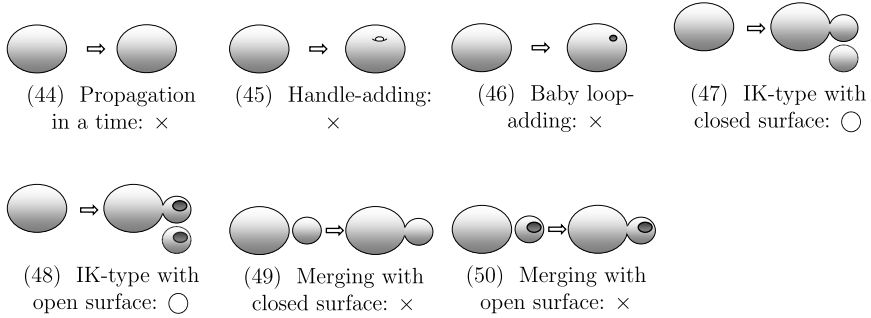 (44) Propagation
in a time: ×
(45) Handle-adding:
×
(46) Baby loop-
adding: ×
(47) IK-type with
closed surface: ◯
(48) IK-type with
open surface: ◯
(49) Merging with
closed surface: ×
(50) Merging with
open surface: ×